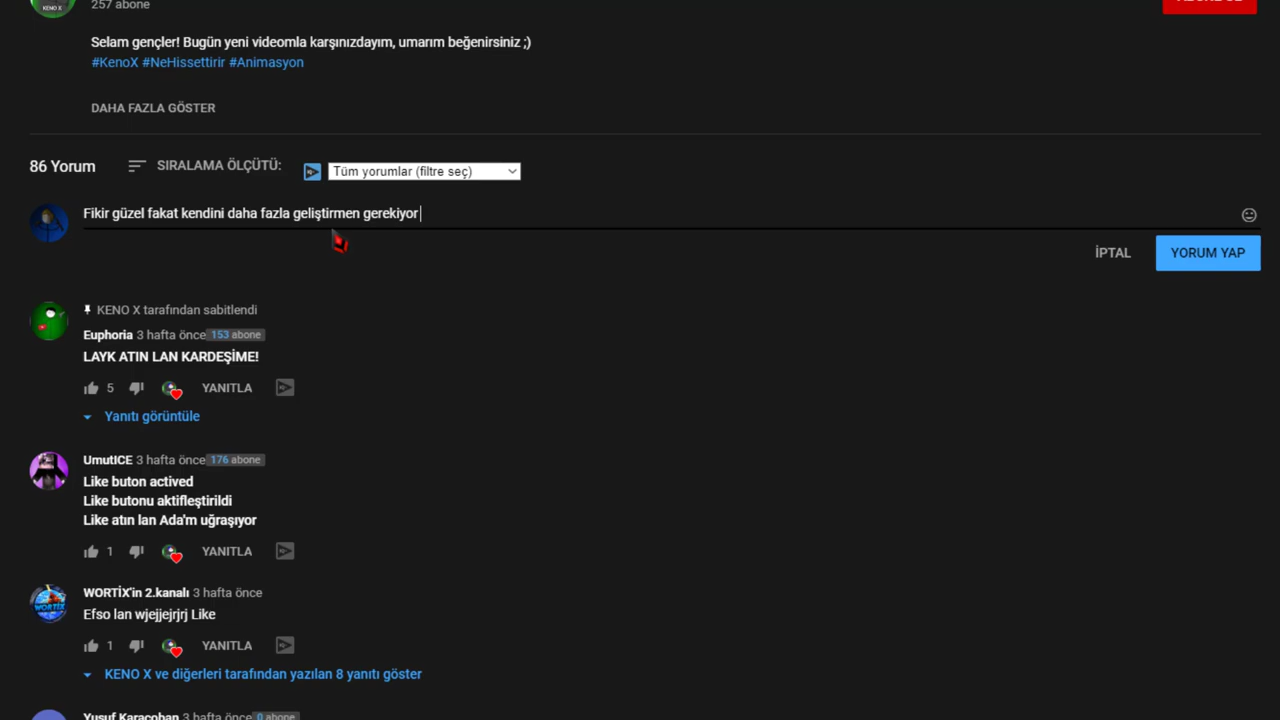 KENO X
257 abone
Selam gençler! Bugün yeni videomla karşınızdayım, umarım beğenirsiniz ;)
#KenoX #NeHissettirir #Animasyon
DAHA FAZLA GÖSTER
86 Yorum SIRALAMA ÖLÇÜTÜ: Tüm yorumlar (filtre seç)
Fikir güzel fakat kendini daha fazla geliştirmen gerekiyor
İPTAL YORUM YAP
KENO X tarafından sabitlendi
Euphoria 3 hafta önce 153 abone
LAYK ATIN LAN KARDEŞİME!
5 YANITLA
Yanıtı görüntüle
UmutICE 3 hafta önce 176 abone
Like buton actived
Like butonu aktifleştirildi
Like atın lan Ada'm uğraşıyor
1 YANITLA
WORTİX'in 2.kanalı 3 hafta önce
WORTİX
Efso lan wjejjejrjrj Like
1 YANITLA
KENO X ve diğerleri tarafından yazılan 8 yanıtı göster
Yusuf Karaçoban 3 hafta önce 0 abone